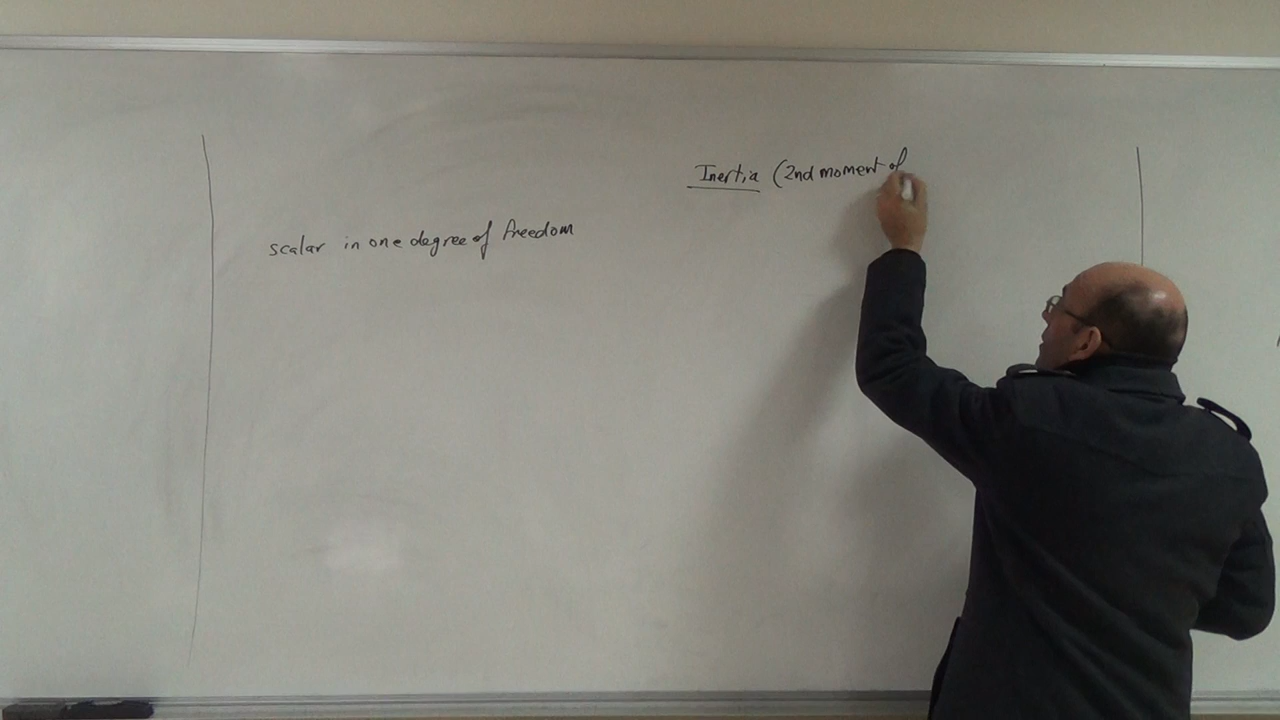 Inertia (2nd moment of
scalar in one degree of freedom